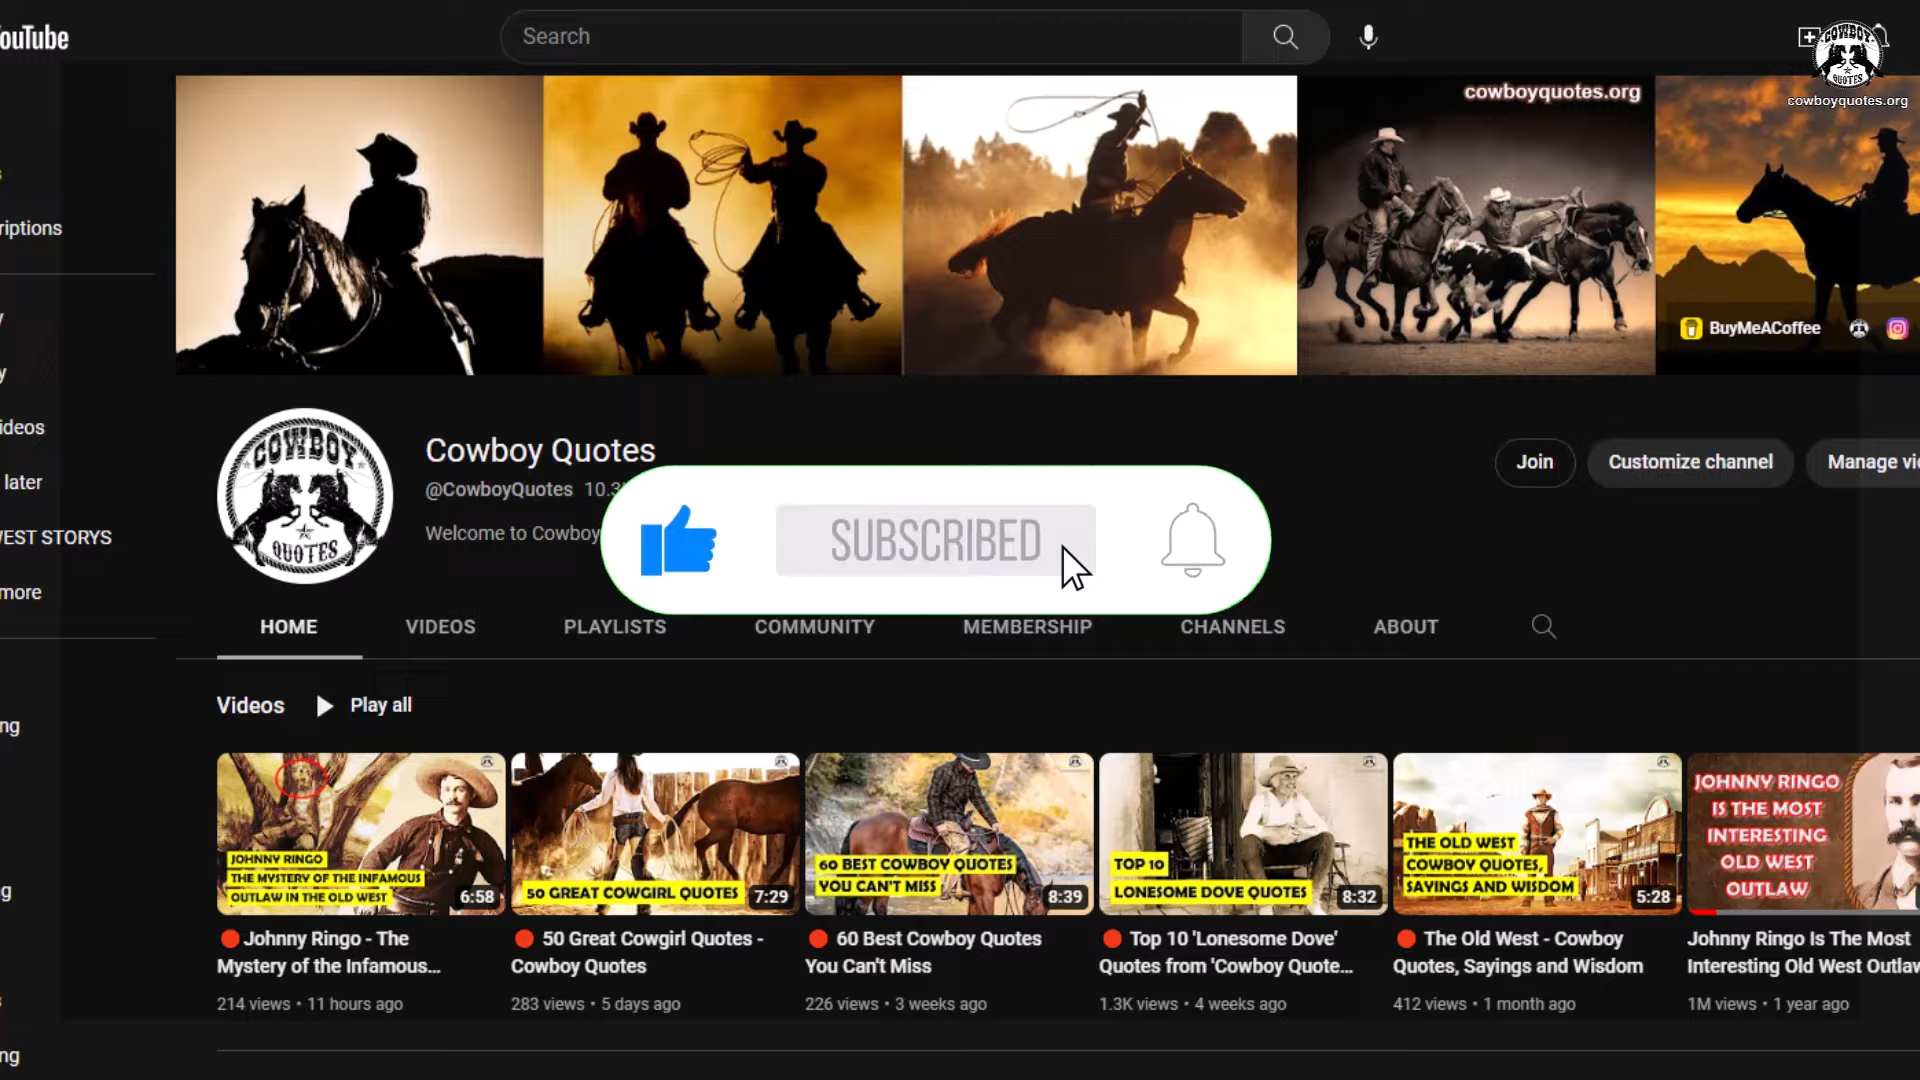 ouTube
Search
COWBOY
QUOTES
cowboyquotes.org
cowboyquotes.org
riptions
BuyMeACoffee
ideos
later
EST STORYS
more
COWBOY
QUOTES
Cowboy Quotes
@CowboyQuotes 10.3
Welcome to Cowboy
SUBSCRIBED
Join
Customize channel
Manage vi
HOME
VIDEOS
PLAYLISTS
COMMUNITY
MEMBERSHIP
CHANNELS
ABOUT
Videos
Play all
ng
g
ng
JOHNNY RINGO
THE MYSTERY OF THE INFAMOUS
OUTLAW IN THE OLD WEST
6:58
50 GREAT COWGIRL QUOTES
7:29
60 BEST COWBOY QUOTES
YOU CAN'T MISS
8:39
TOP 10
LONESOME DOVE QUOTES
8:32
THE OLD WEST
COWBOY QUOTES,
SAYINGS AND WISDOM
5:28
JOHNNY RINGO
IS THE MOST
INTERESTING
OLD WEST
OUTLAW
Johnny Ringo - The
Mystery of the Infamous...
214 views • 11 hours ago
50 Great Cowgirl Quotes -
Cowboy Quotes
283 views • 5 days ago
60 Best Cowboy Quotes
You Can't Miss
226 views • 3 weeks ago
Top 10 'Lonesome Dove'
Quotes from 'Cowboy Quote...
1.3K views • 4 weeks ago
The Old West - Cowboy
Quotes, Sayings and Wisdom
412 views • 1 month ago
Johnny Ringo Is The Most
Interesting Old West Outlaw
1M views • 1 year ago